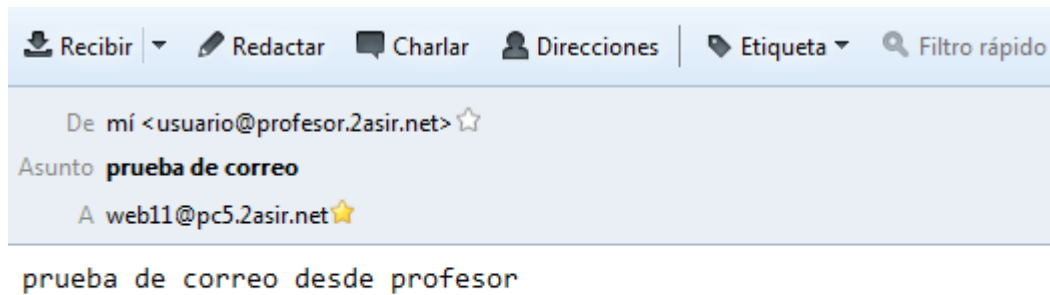 Recibir Redactar Charlar Direcciones Etiqueta Filtro rápido
De mí <usuario@profesor.2asir.net>
Asunto prueba de correo
A web11@pc5.2asir.net
prueba de correo desde profesor